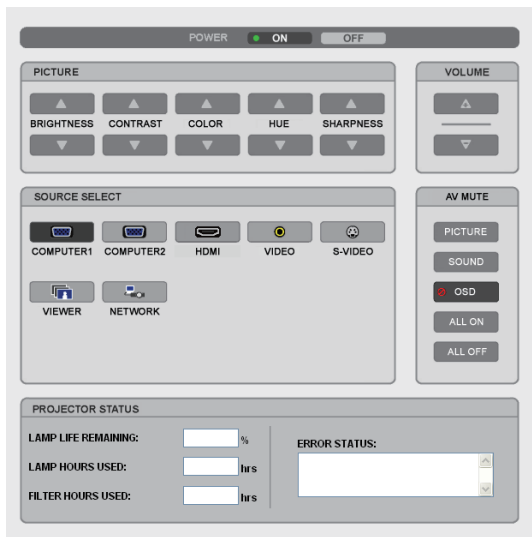 POWER ON OFF
PICTURE
BRIGHTNESS CONTRAST COLOR HUE SHARPNESS
VOLUME
SOURCE SELECT
COMPUTER1 COMPUTER2 HDMI VIDEO S-VIDEO
VIEWER NETWORK
AV MUTE
PICTURE
SOUND
OSD
ALL ON
ALL OFF
PROJECTOR STATUS
LAMP LIFE REMAINING: %
LAMP HOURS USED: hrs
FILTER HOURS USED: hrs
ERROR STATUS: